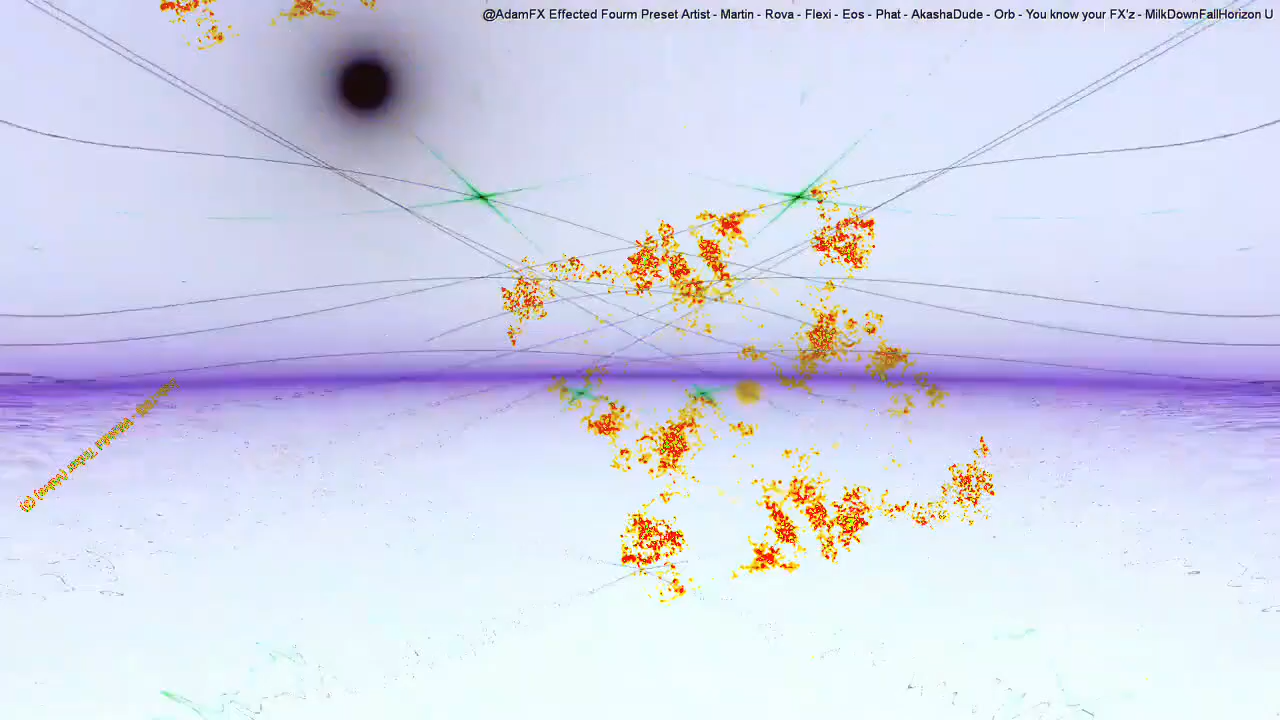 @AdamFX Effected Fourm Preset Artist - Martin - Rova - Flexi - Eos - Phat - AkashaDude - Orb - You know your FX'z - MilkDownFallHorizon U